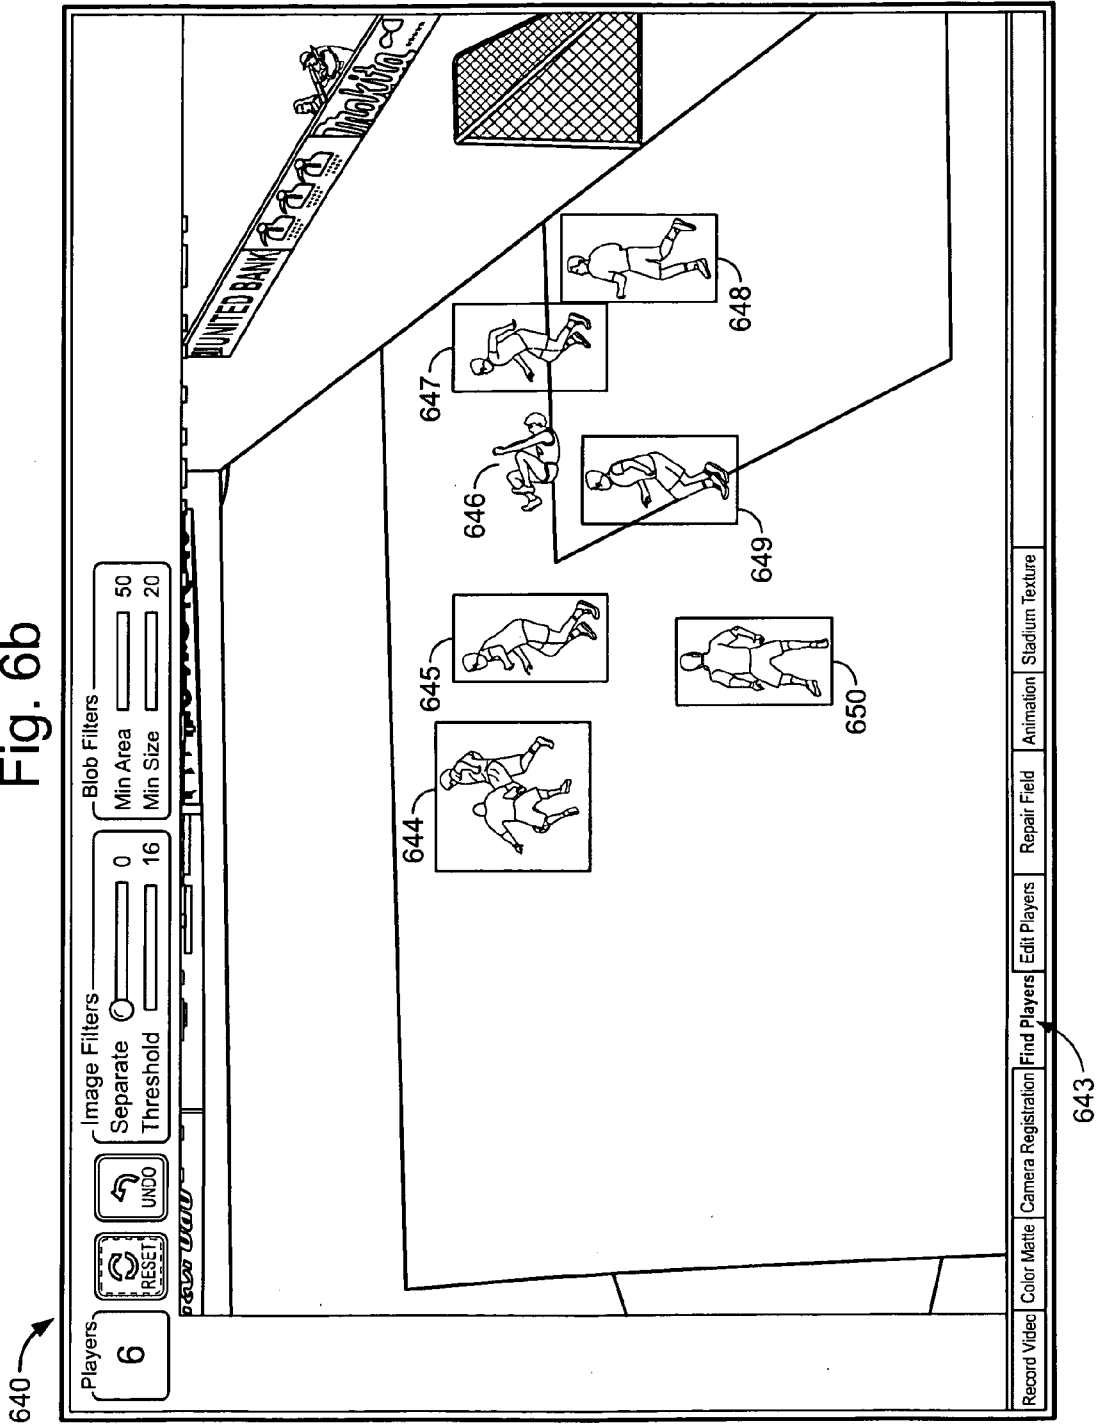 Fig. 6b
640
Players
6
RESET
UNDO
Image Filters
Separate 0
Threshold 16
Blob Filters
Min Area 50
Min Size 20
UNITED BANK
Makita
644
645
646
647
648
649
650
Record Video Color Matte Camera Registration Find Players Edit Players Repair Field Animation Stadium Texture
643